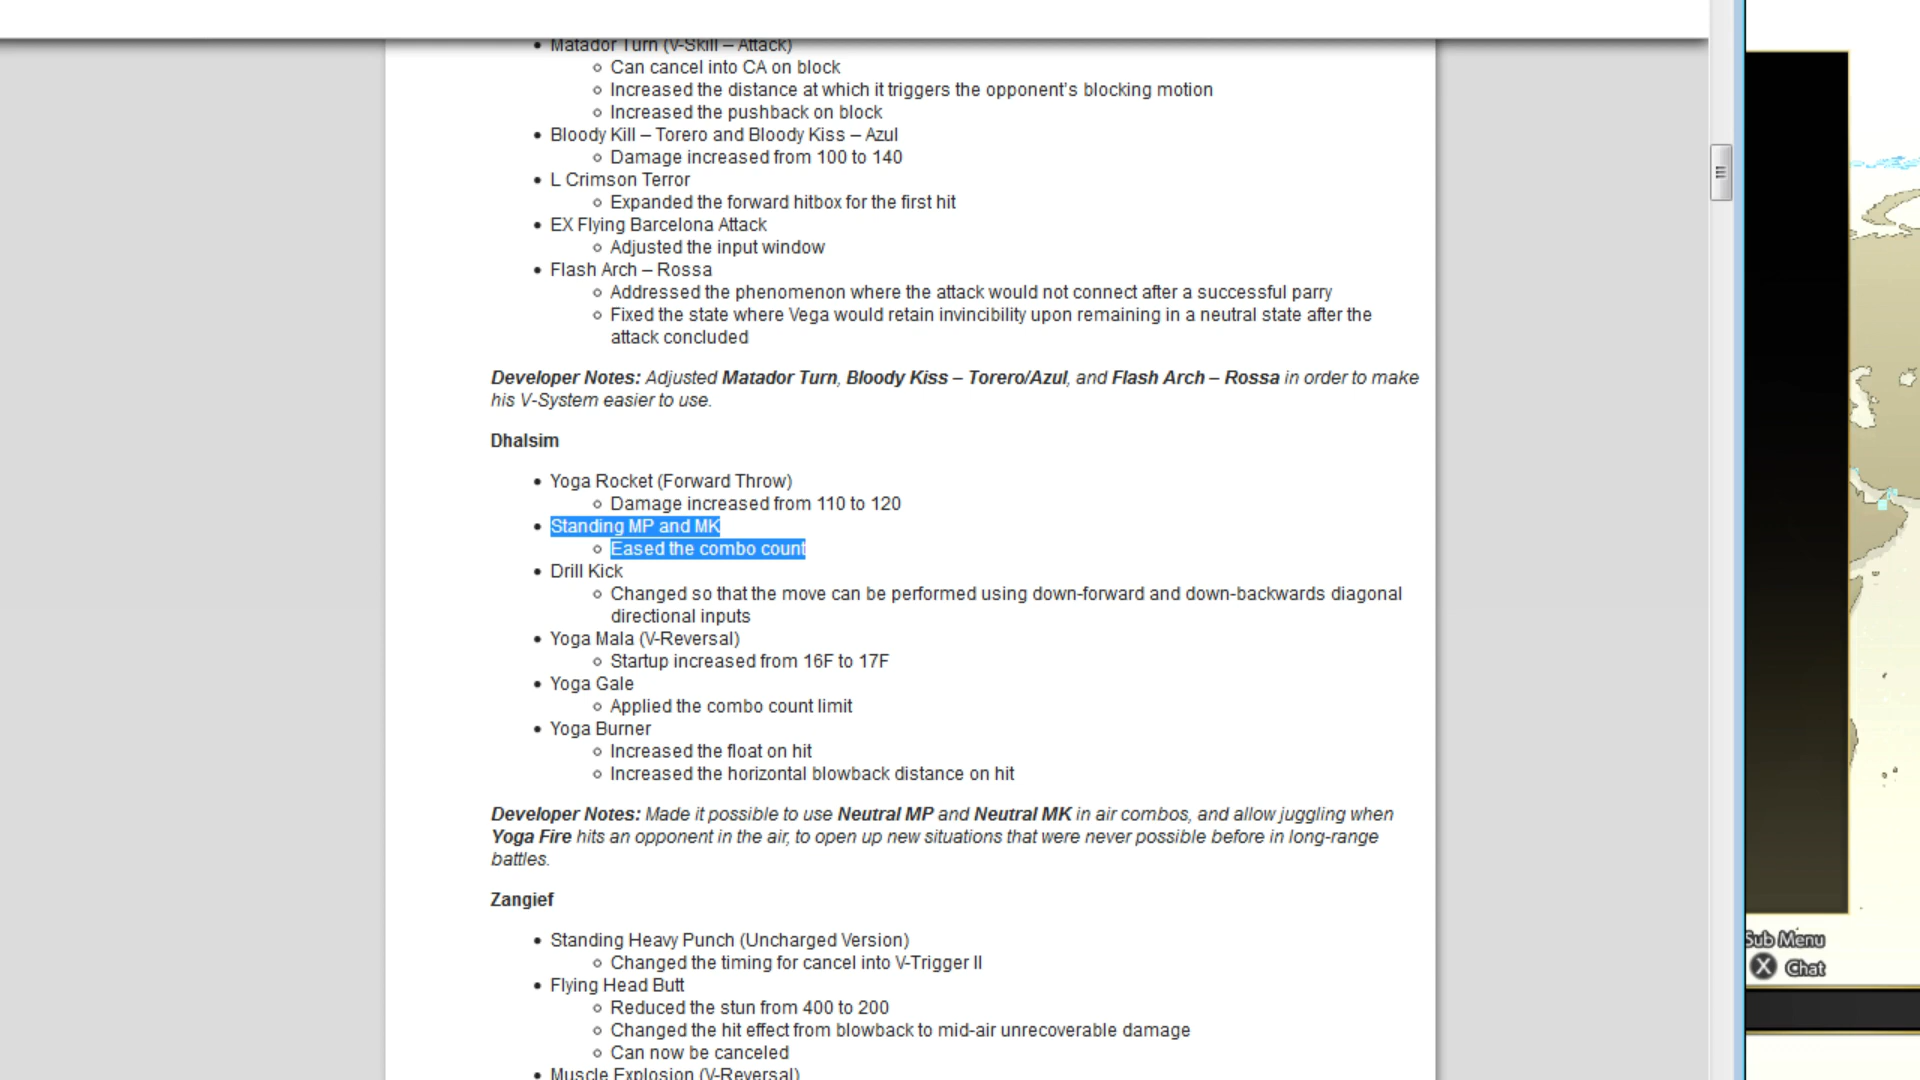 Matador Turn (V-Skill – Attack)
Can cancel into CA on block
Increased the distance at which it triggers the opponent's blocking motion
Increased the pushback on block
Bloody Kill – Torero and Bloody Kiss – Azul
Damage increased from 100 to 140
L Crimson Terror
Expanded the forward hitbox for the first hit
EX Flying Barcelona Attack
Adjusted the input window
Flash Arch – Rossa
Addressed the phenomenon where the attack would not connect after a successful parry
Fixed the state where Vega would retain invincibility upon remaining in a neutral state after the
attack concluded
Developer Notes: Adjusted Matador Turn, Bloody Kiss – Torero/Azul, and Flash Arch – Rossa in order to make
his V-System easier to use.
Dhalsim
Yoga Rocket (Forward Throw)
Damage increased from 110 to 120
Standing MP and MK
Eased the combo count
Drill Kick
Changed so that the move can be performed using down-forward and down-backwards diagonal
directional inputs
Yoga Mala (V-Reversal)
Startup increased from 16F to 17F
Yoga Gale
Applied the combo count limit
Yoga Burner
Increased the float on hit
Increased the horizontal blowback distance on hit
Developer Notes: Made it possible to use Neutral MP and Neutral MK in air combos, and allow juggling when
Yoga Fire hits an opponent in the air, to open up new situations that were never possible before in long-range
battles.
Zangief
Standing Heavy Punch (Uncharged Version)
Changed the timing for cancel into V-Trigger II
Flying Head Butt
Reduced the stun from 400 to 200
Changed the hit effect from blowback to mid-air unrecoverable damage
Can now be canceled
Muscle Explosion (V-Reversal)
Sub Menu
X Chat